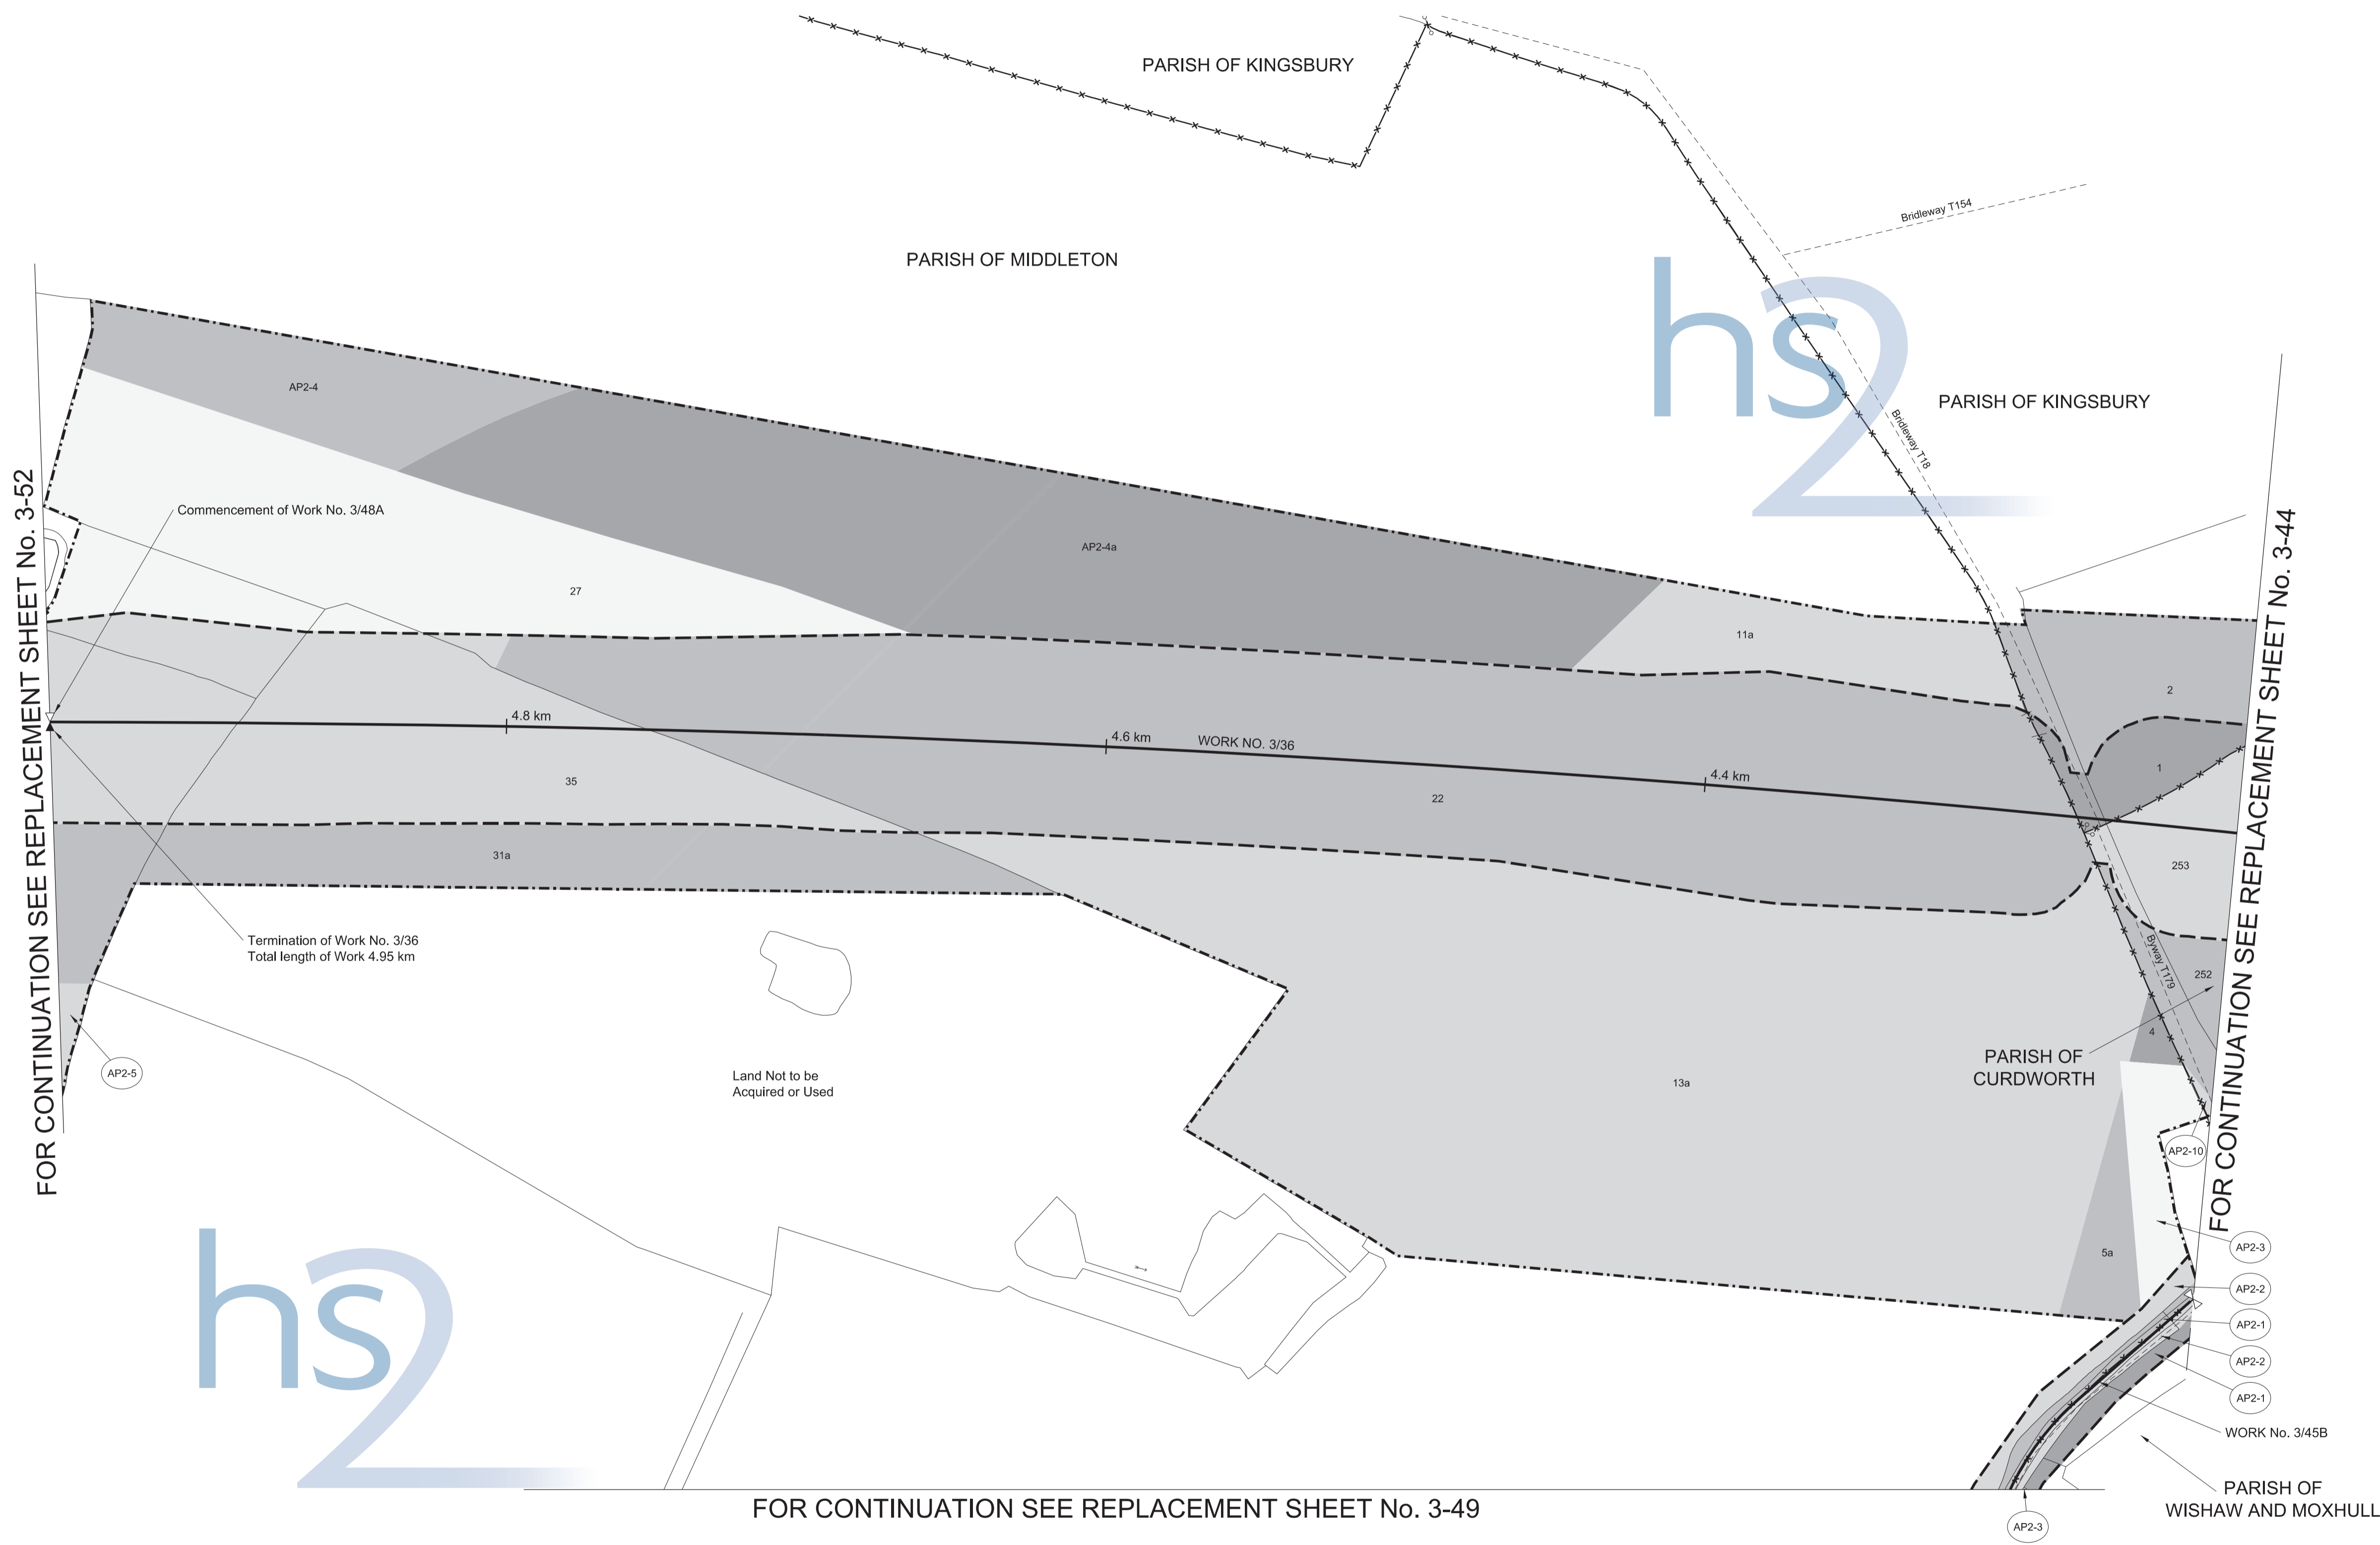 PARISH OF KINGSBURY
Bridleway T154
PARISH OF MIDDLETON
hs2
AP2-4
PARISH OF KINGSBURY
Bridleway T18
FOR CONTINUATION SEE REPLACEMENT SHEET No. 3-52
Commencement of Work No. 3/48A
AP2-4a
27
11a
FOR CONTINUATION SEE REPLACEMENT SHEET No. 3-44
2
4.8 km
4.6 km
WORK NO. 3/36
4.4 km
1
35
22
31a
253
Termination of Work No. 3/36
Total length of Work 4.95 km
Byway T179
252
4
AP2-5
Land Not to be
Acquired or Used
13a
PARISH OF
CURDWORTH
AP2-10
5a
AP2-3
AP2-2
AP2-1
AP2-2
AP2-1
hs2
WORK No. 3/45B
PARISH OF
WISHAW AND MOXHULL
FOR CONTINUATION SEE REPLACEMENT SHEET No. 3-49
AP2-3